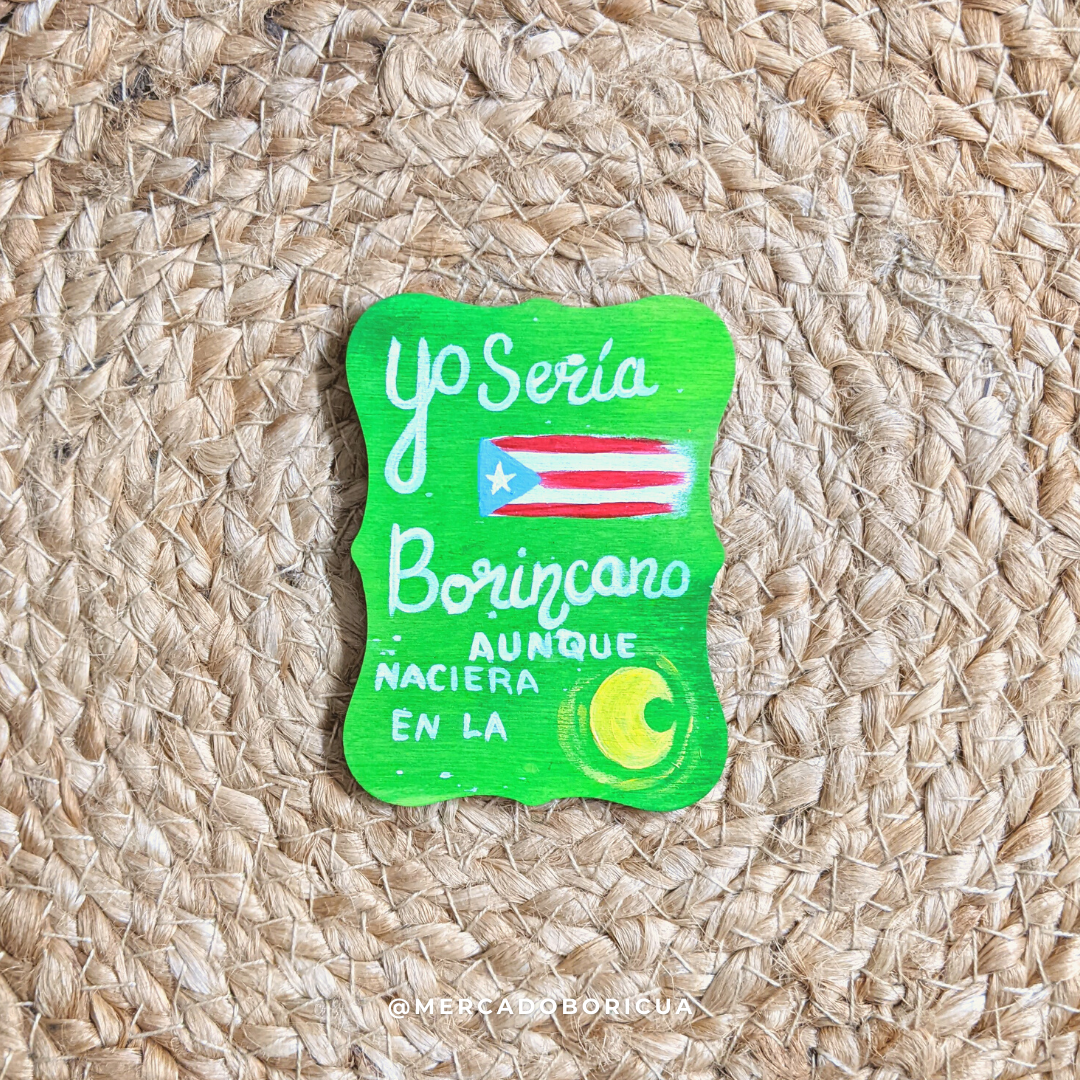 Yo Sería
Borincano
AUNQUE
NACIERA
EN LA
@MERCADOBORICUA